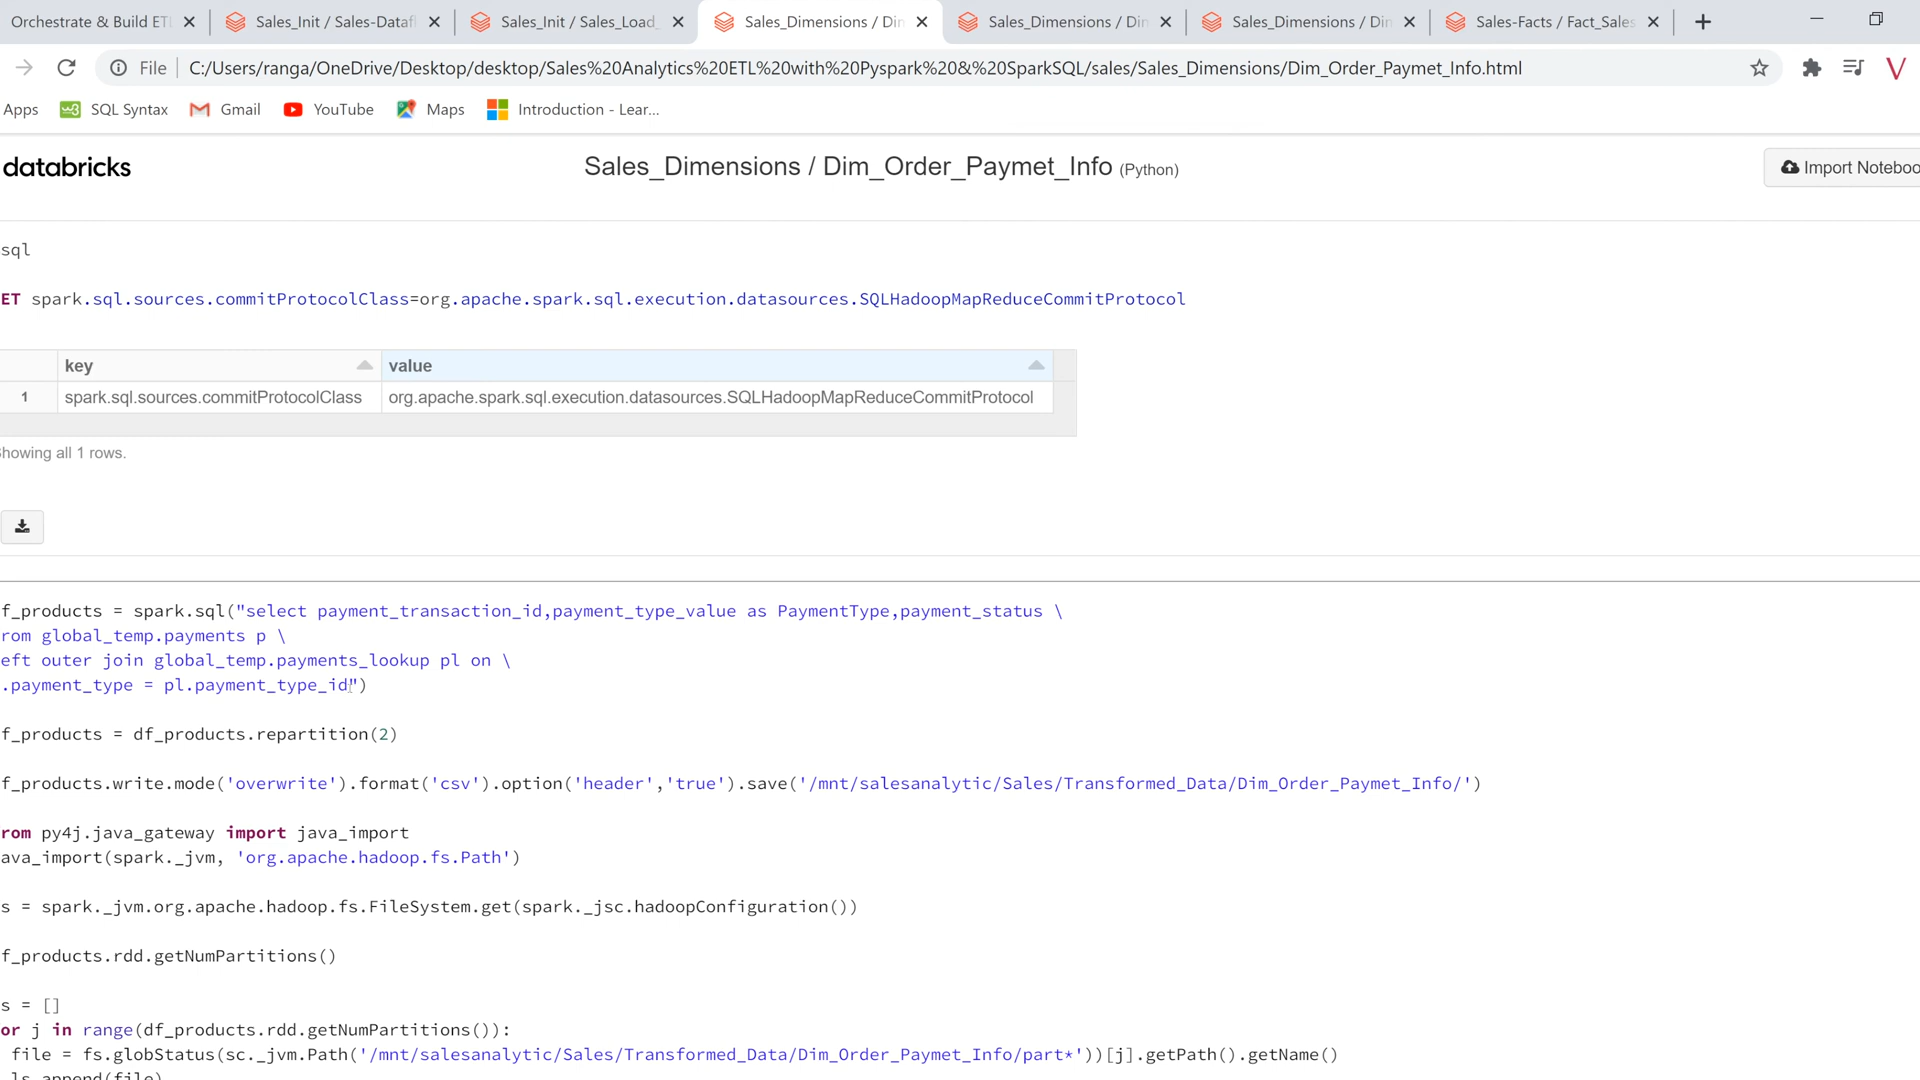 Orchestrate & Build ETL
Sales_Init / Sales-Datafl
Sales_Init / Sales_Load_
Sales_Dimensions / Dim
Sales_Dimensions / Dim
Sales_Dimensions / Dim
Sales-Facts / Fact_Sales
File
C:/Users/ranga/OneDrive/Desktop/desktop/Sales%20Analytics%20ETL%20with%20Pyspark%20&%20SparkSQL/sales/Sales_Dimensions/Dim_Order_Paymet_Info.html
Apps
SQL Syntax
Gmail
YouTube
Maps
Introduction - Lear...
databricks
Sales_Dimensions / Dim_Order_Paymet_Info (Python)
Import Noteboo
sql
ET spark.sql.sources.commitProtocolClass=org.apache.spark.sql.execution.datasources.SQLHadoopMapReduceCommitProtocol
key value
1 spark.sql.sources.commitProtocolClass org.apache.spark.sql.execution.datasources.SQLHadoopMapReduceCommitProtocol
howing all 1 rows.
f_products = spark.sql("select payment_transaction_id,payment_type_value as PaymentType,payment_status \
rom global_temp.payments p \
eft outer join global_temp.payments_lookup pl on \
.payment_type = pl.payment_type_id")
f_products = df_products.repartition(2)
f_products.write.mode('overwrite').format('csv').option('header','true').save('/mnt/salesanalytic/Sales/Transformed_Data/Dim_Order_Paymet_Info/')
rom py4j.java_gateway import java_import
ava_import(spark._jvm, 'org.apache.hadoop.fs.Path')
s = spark._jvm.org.apache.hadoop.fs.FileSystem.get(spark._jsc.hadoopConfiguration())
f_products.rdd.getNumPartitions()
s = []
or j in range(df_products.rdd.getNumPartitions()):
file = fs.globStatus(sc._jvm.Path('/mnt/salesanalytic/Sales/Transformed_Data/Dim_Order_Paymet_Info/part*'))[j].getPath().getName()
ls.append(file)